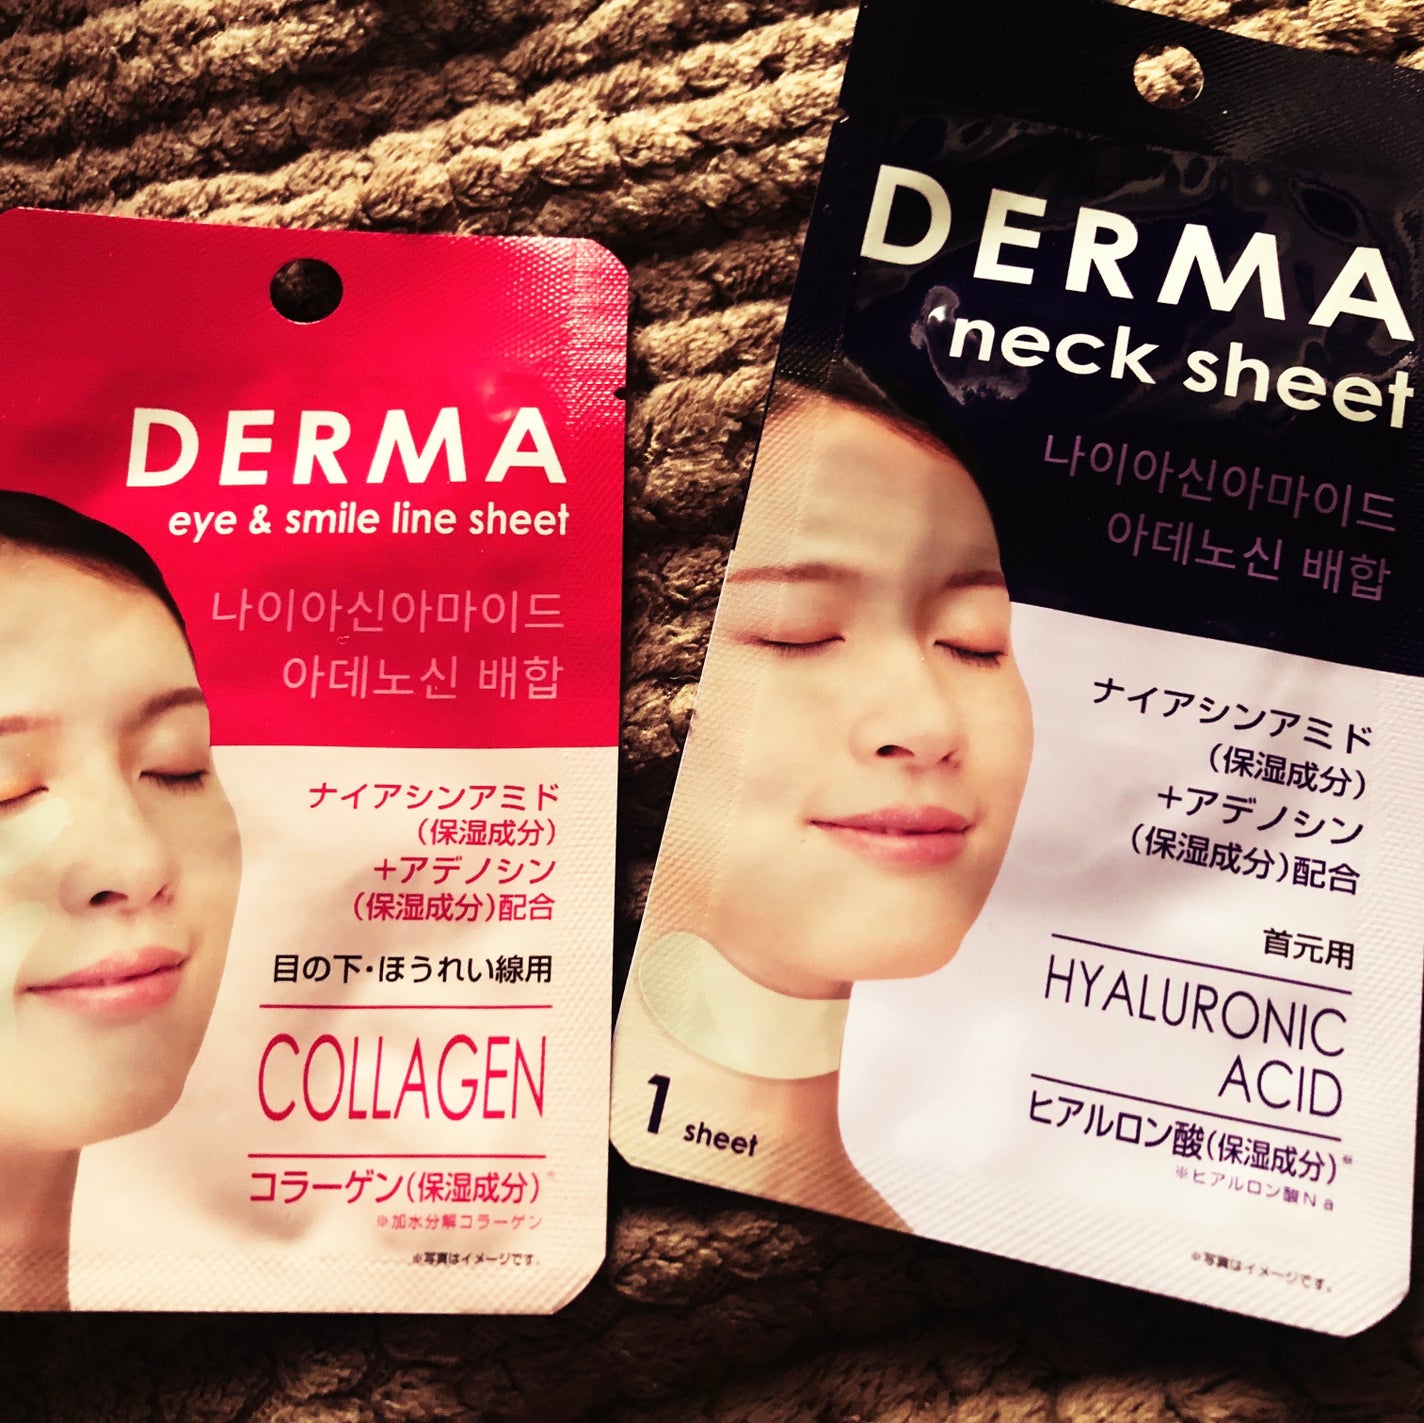 DERMA
eye & smile line sheet
나이아신아마이드
아데노신 배합
ナイアシンアミド
(保湿成分)
+アデノシン
(保湿成分)配合
目の下・ほうれい線用
COLLAGEN
コラーゲン(保湿成分)※
※加水分解コラーゲン
※写真はイメージです。
DERMA
neck sheet
나이아신아마이드
아데노신 배합
ナイアシンアミド
(保湿成分)
+アデノシン
(保湿成分)配合
首元用
HYALURONIC
ACID
ヒアルロン酸(保湿成分)※
※ヒアルロン酸Na
1 sheet
※写真はイメージです。